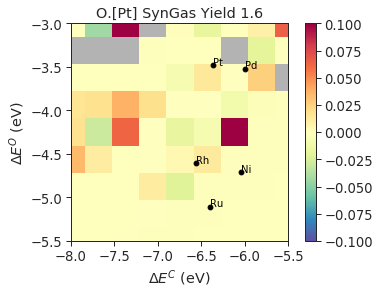 O.[Pt] SynGas Yield 1.6
−3.0
−3.5
−4.0
−4.5
−5.0
−5.5
ΔE^O (eV)
Pt
Pd
Rh
Ni
Ru
−8.0 −7.5 −7.0 −6.5 −6.0 −5.5
ΔE^C (eV)
0.100
0.075
0.050
0.025
0.000
−0.025
−0.050
−0.075
−0.100